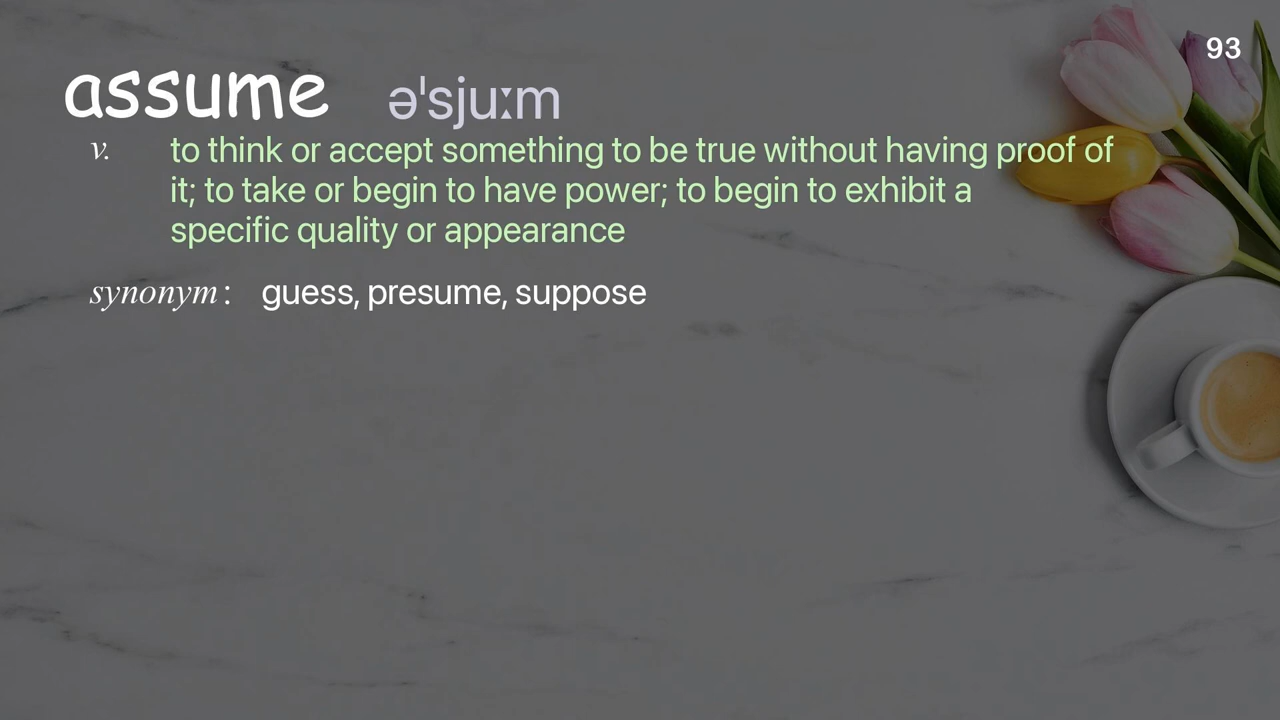 93
assume əˈsjuːm
v. to think or accept something to be true without having proof of
it; to take or begin to have power; to begin to exhibit a
specific quality or appearance
synonym: guess, presume, suppose